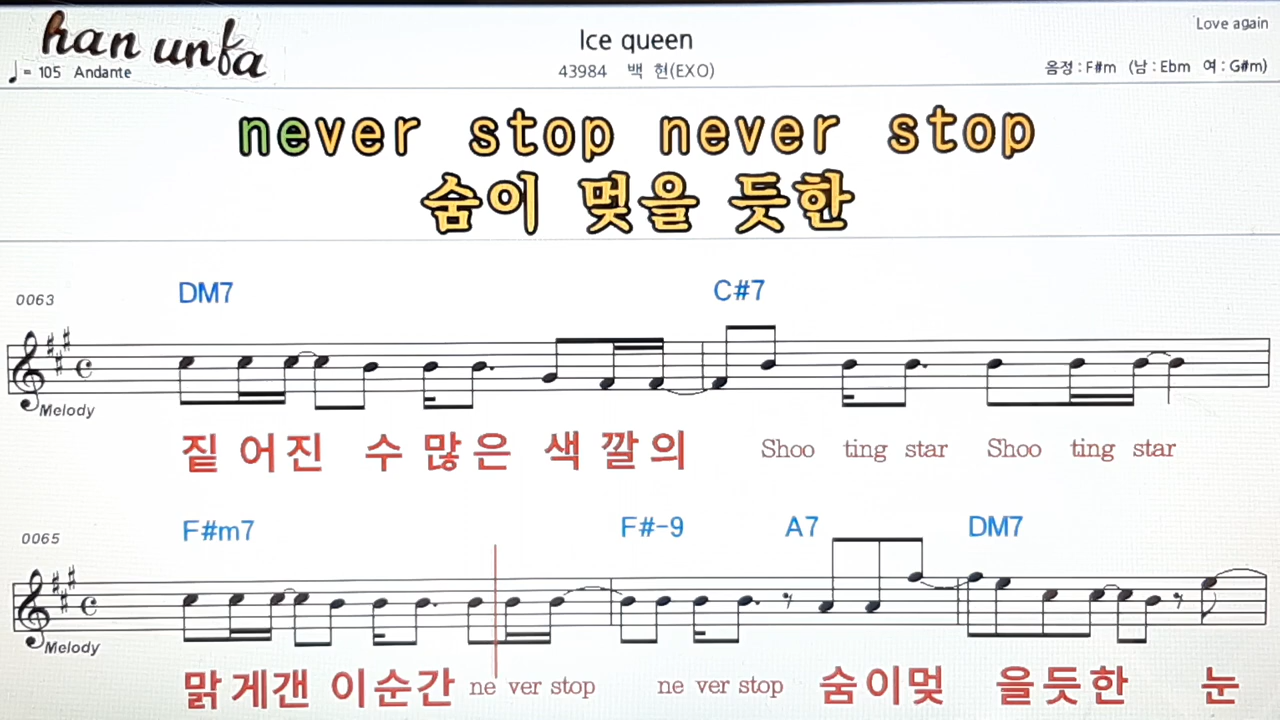 han unfa
Ice queen
Love again
♩= 105 Andante
43984 백 현(EXO)
음정 : F#m (남 : Ebm 여 : G#m)
never stop never stop
숨이 멎을 듯한
0063
DM7 C#7
Melody
짙 어 진 수 많 은 색 깔 의 Shoo ting star Shoo ting star
0065
F#m7 F#-9 A7 DM7
Melody
맑 게갠 이순간 ne ver stop ne ver stop 숨이멎 을듯한 눈